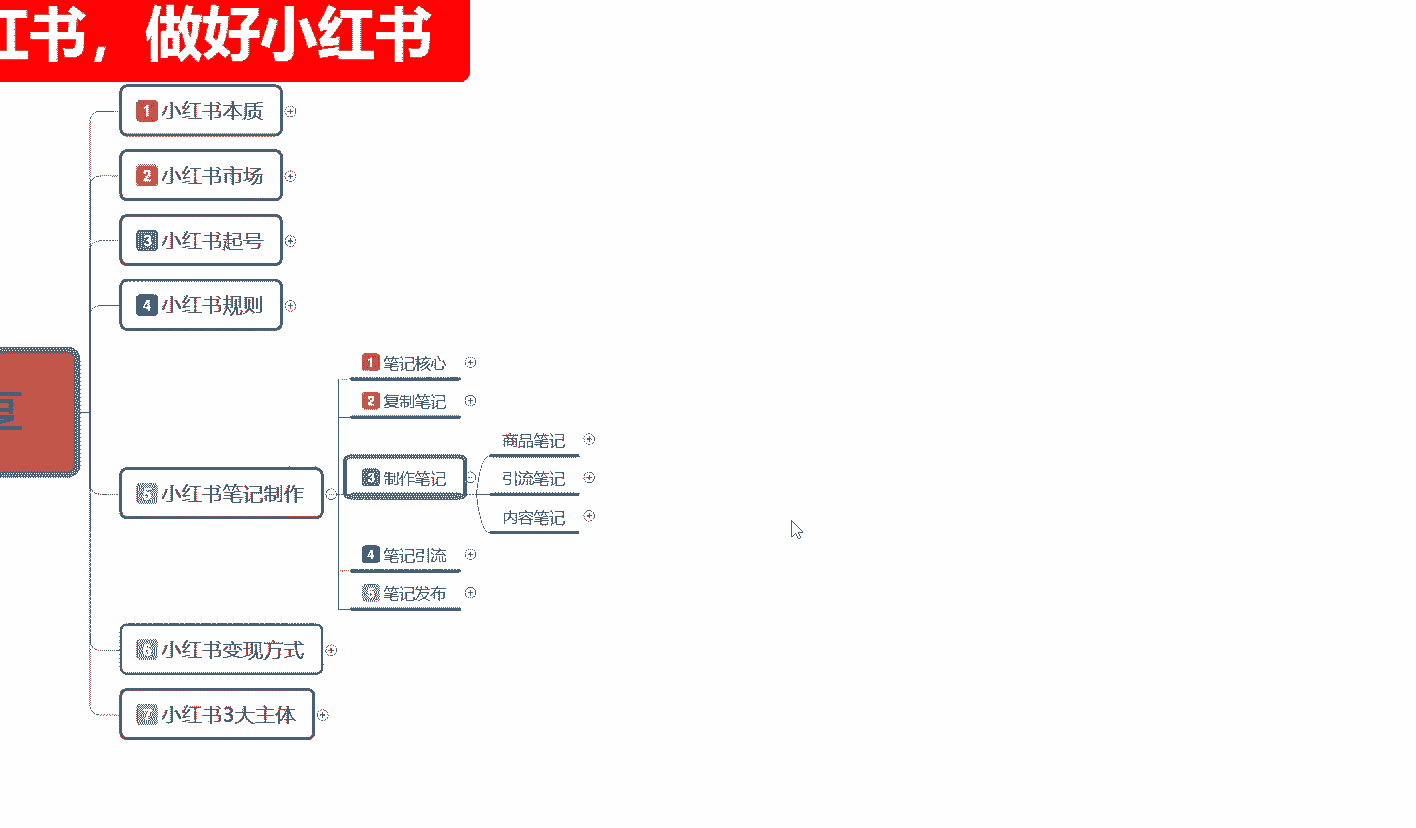 红书，做好小红书
1 小红书本质
2 小红书市场
3 小红书起号
4 小红书规则
5 小红书笔记制作
1 笔记核心
2 复制笔记
3 制作笔记
商品笔记
引流笔记
内容笔记
4 笔记引流
5 笔记发布
6 小红书变现方式
7 小红书3大主体